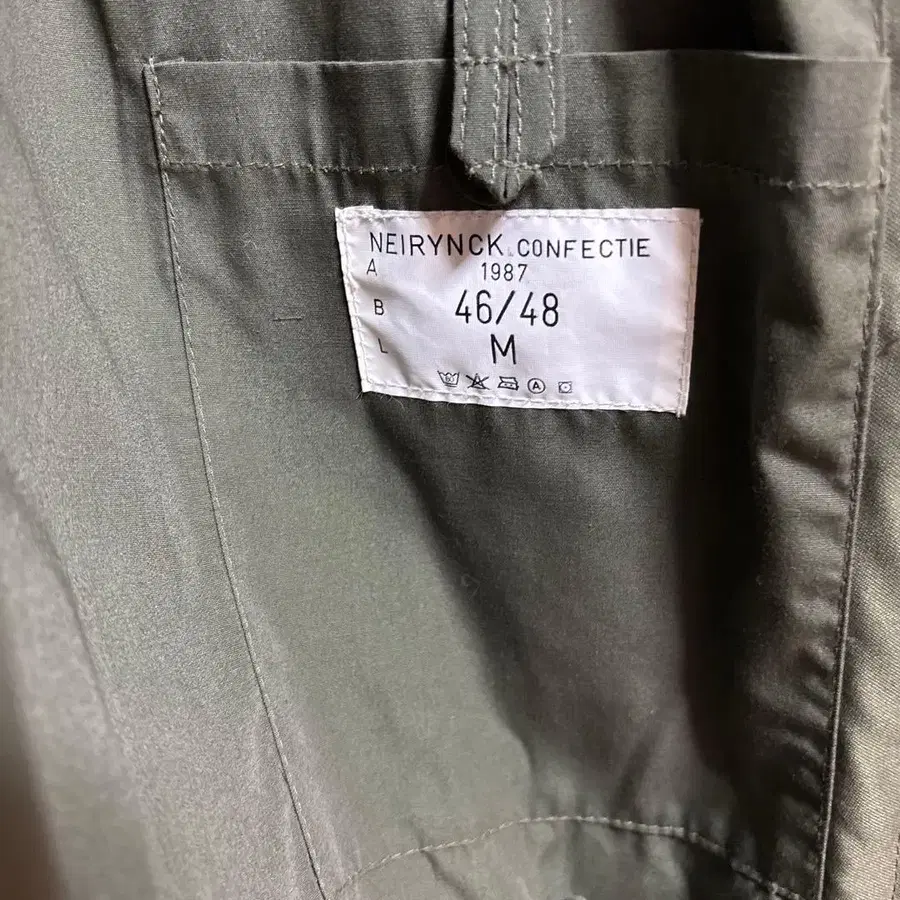 NEIRYNCK CONFECTIE
A 1987
B 46/48
L M
A